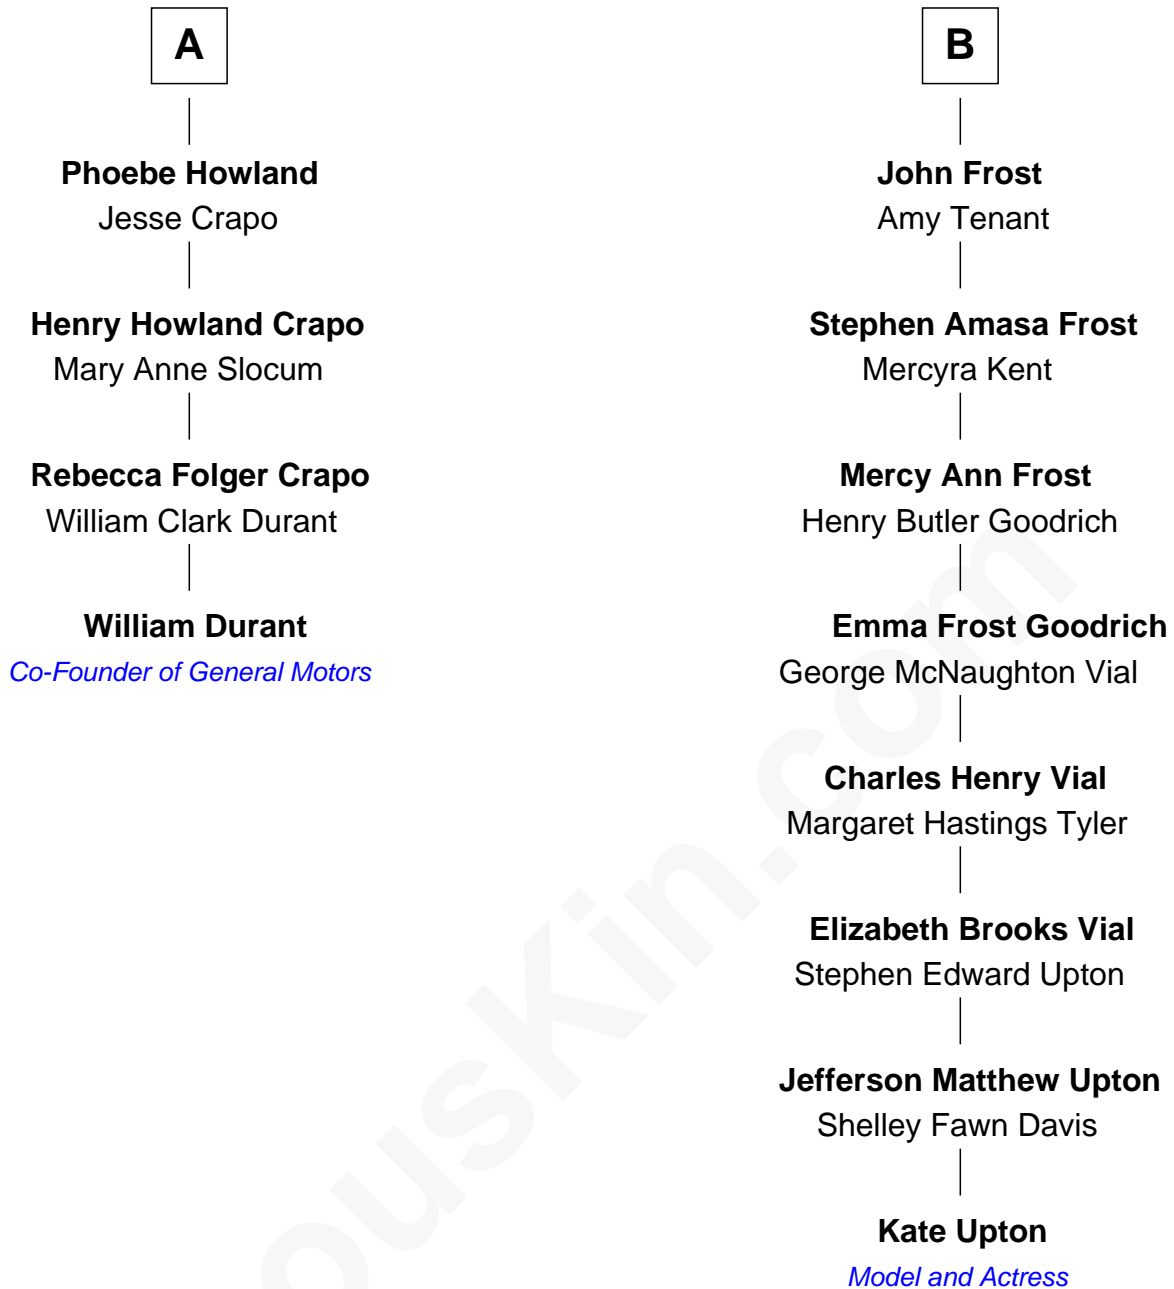 A
Phoebe Howland
Jesse Crapo
Henry Howland Crapo
Mary Anne Slocum
Rebecca Folger Crapo
William Clark Durant
William Durant
Co-Founder of General Motors
B
John Frost
Amy Tenant
Stephen Amasa Frost
Mercyra Kent
Mercy Ann Frost
Henry Butler Goodrich
Emma Frost Goodrich
George McNaughton Vial
Charles Henry Vial
Margaret Hastings Tyler
Elizabeth Brooks Vial
Stephen Edward Upton
Jefferson Matthew Upton
Shelley Fawn Davis
Kate Upton
Model and Actress
ousKin.com